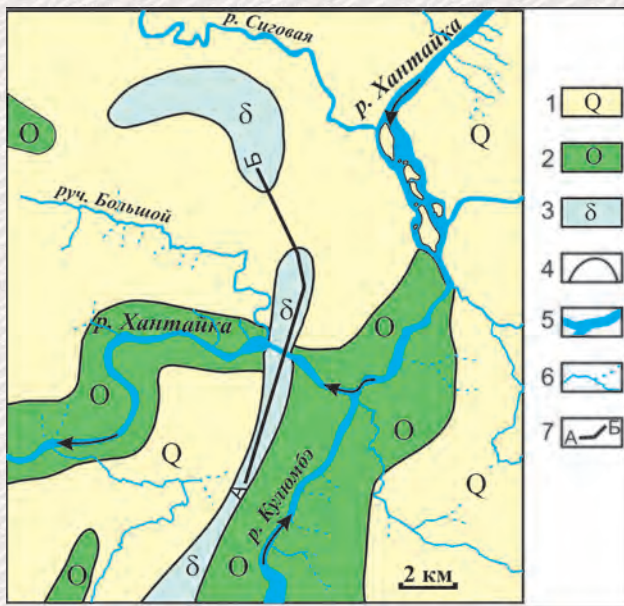 р. Сиговая
р. Хантайка
δ
Q
Б
руч. Большой
δ
р. Хантайка
O
O
O
O
Q
Q
А
р. Кулюмбэ
O
δ
O
2 км
1 Q
2 O
3 δ
4
5
6
7 А Б